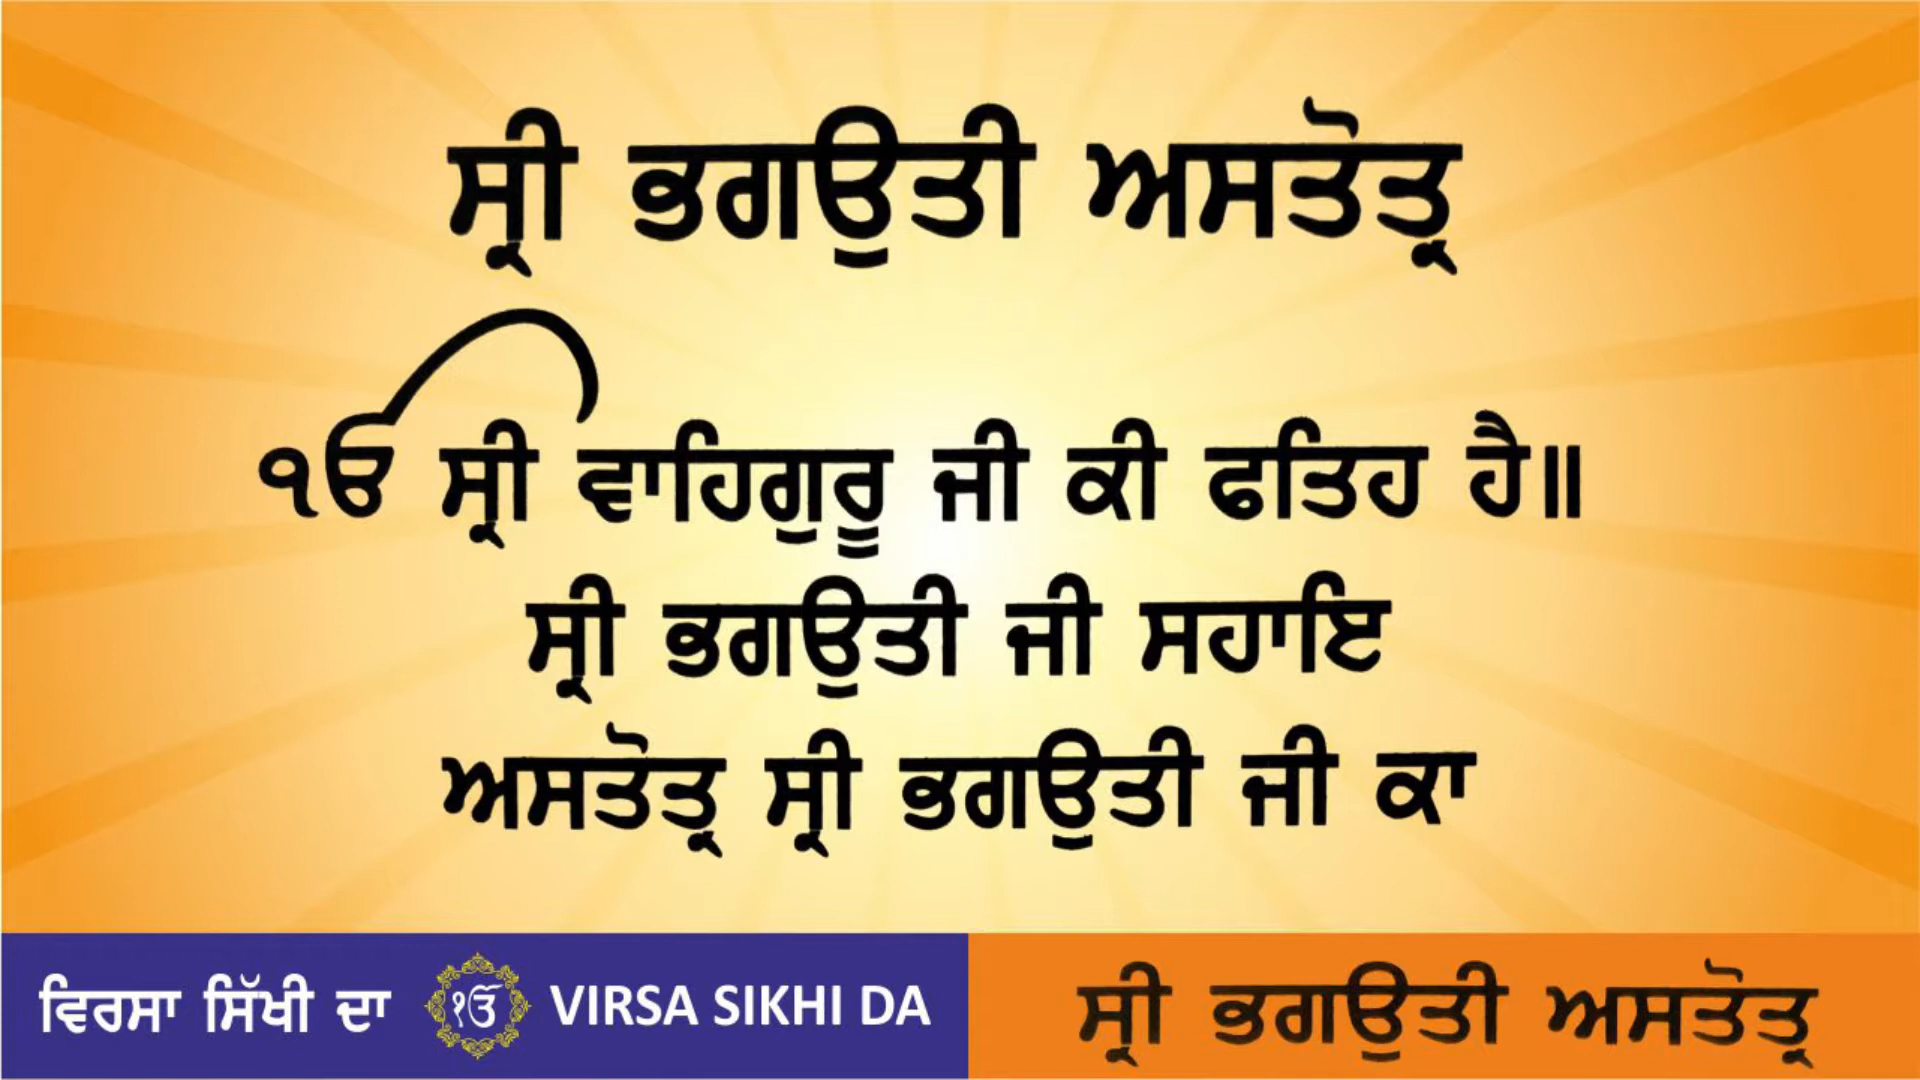 ਸ੍ਰੀ ਭਗਉਤੀ ਅਸਤੋਤ੍ਰ
ੴ ਸ੍ਰੀ ਵਾਹਿਗੁਰੂ ਜੀ ਕੀ ਫਤਿਹ ਹੈ॥
ਸ੍ਰੀ ਭਗਉਤੀ ਜੀ ਸਹਾਇ
ਅਸਤੋਤ੍ਰ ਸ੍ਰੀ ਭਗਉਤੀ ਜੀ ਕਾ
ਵਿਰਸਾ ਸਿੱਖੀ ਦਾ ੴ VIRSA SIKHI DA
ਸ੍ਰੀ ਭਗਉਤੀ ਅਸਤੋਤ੍ਰ